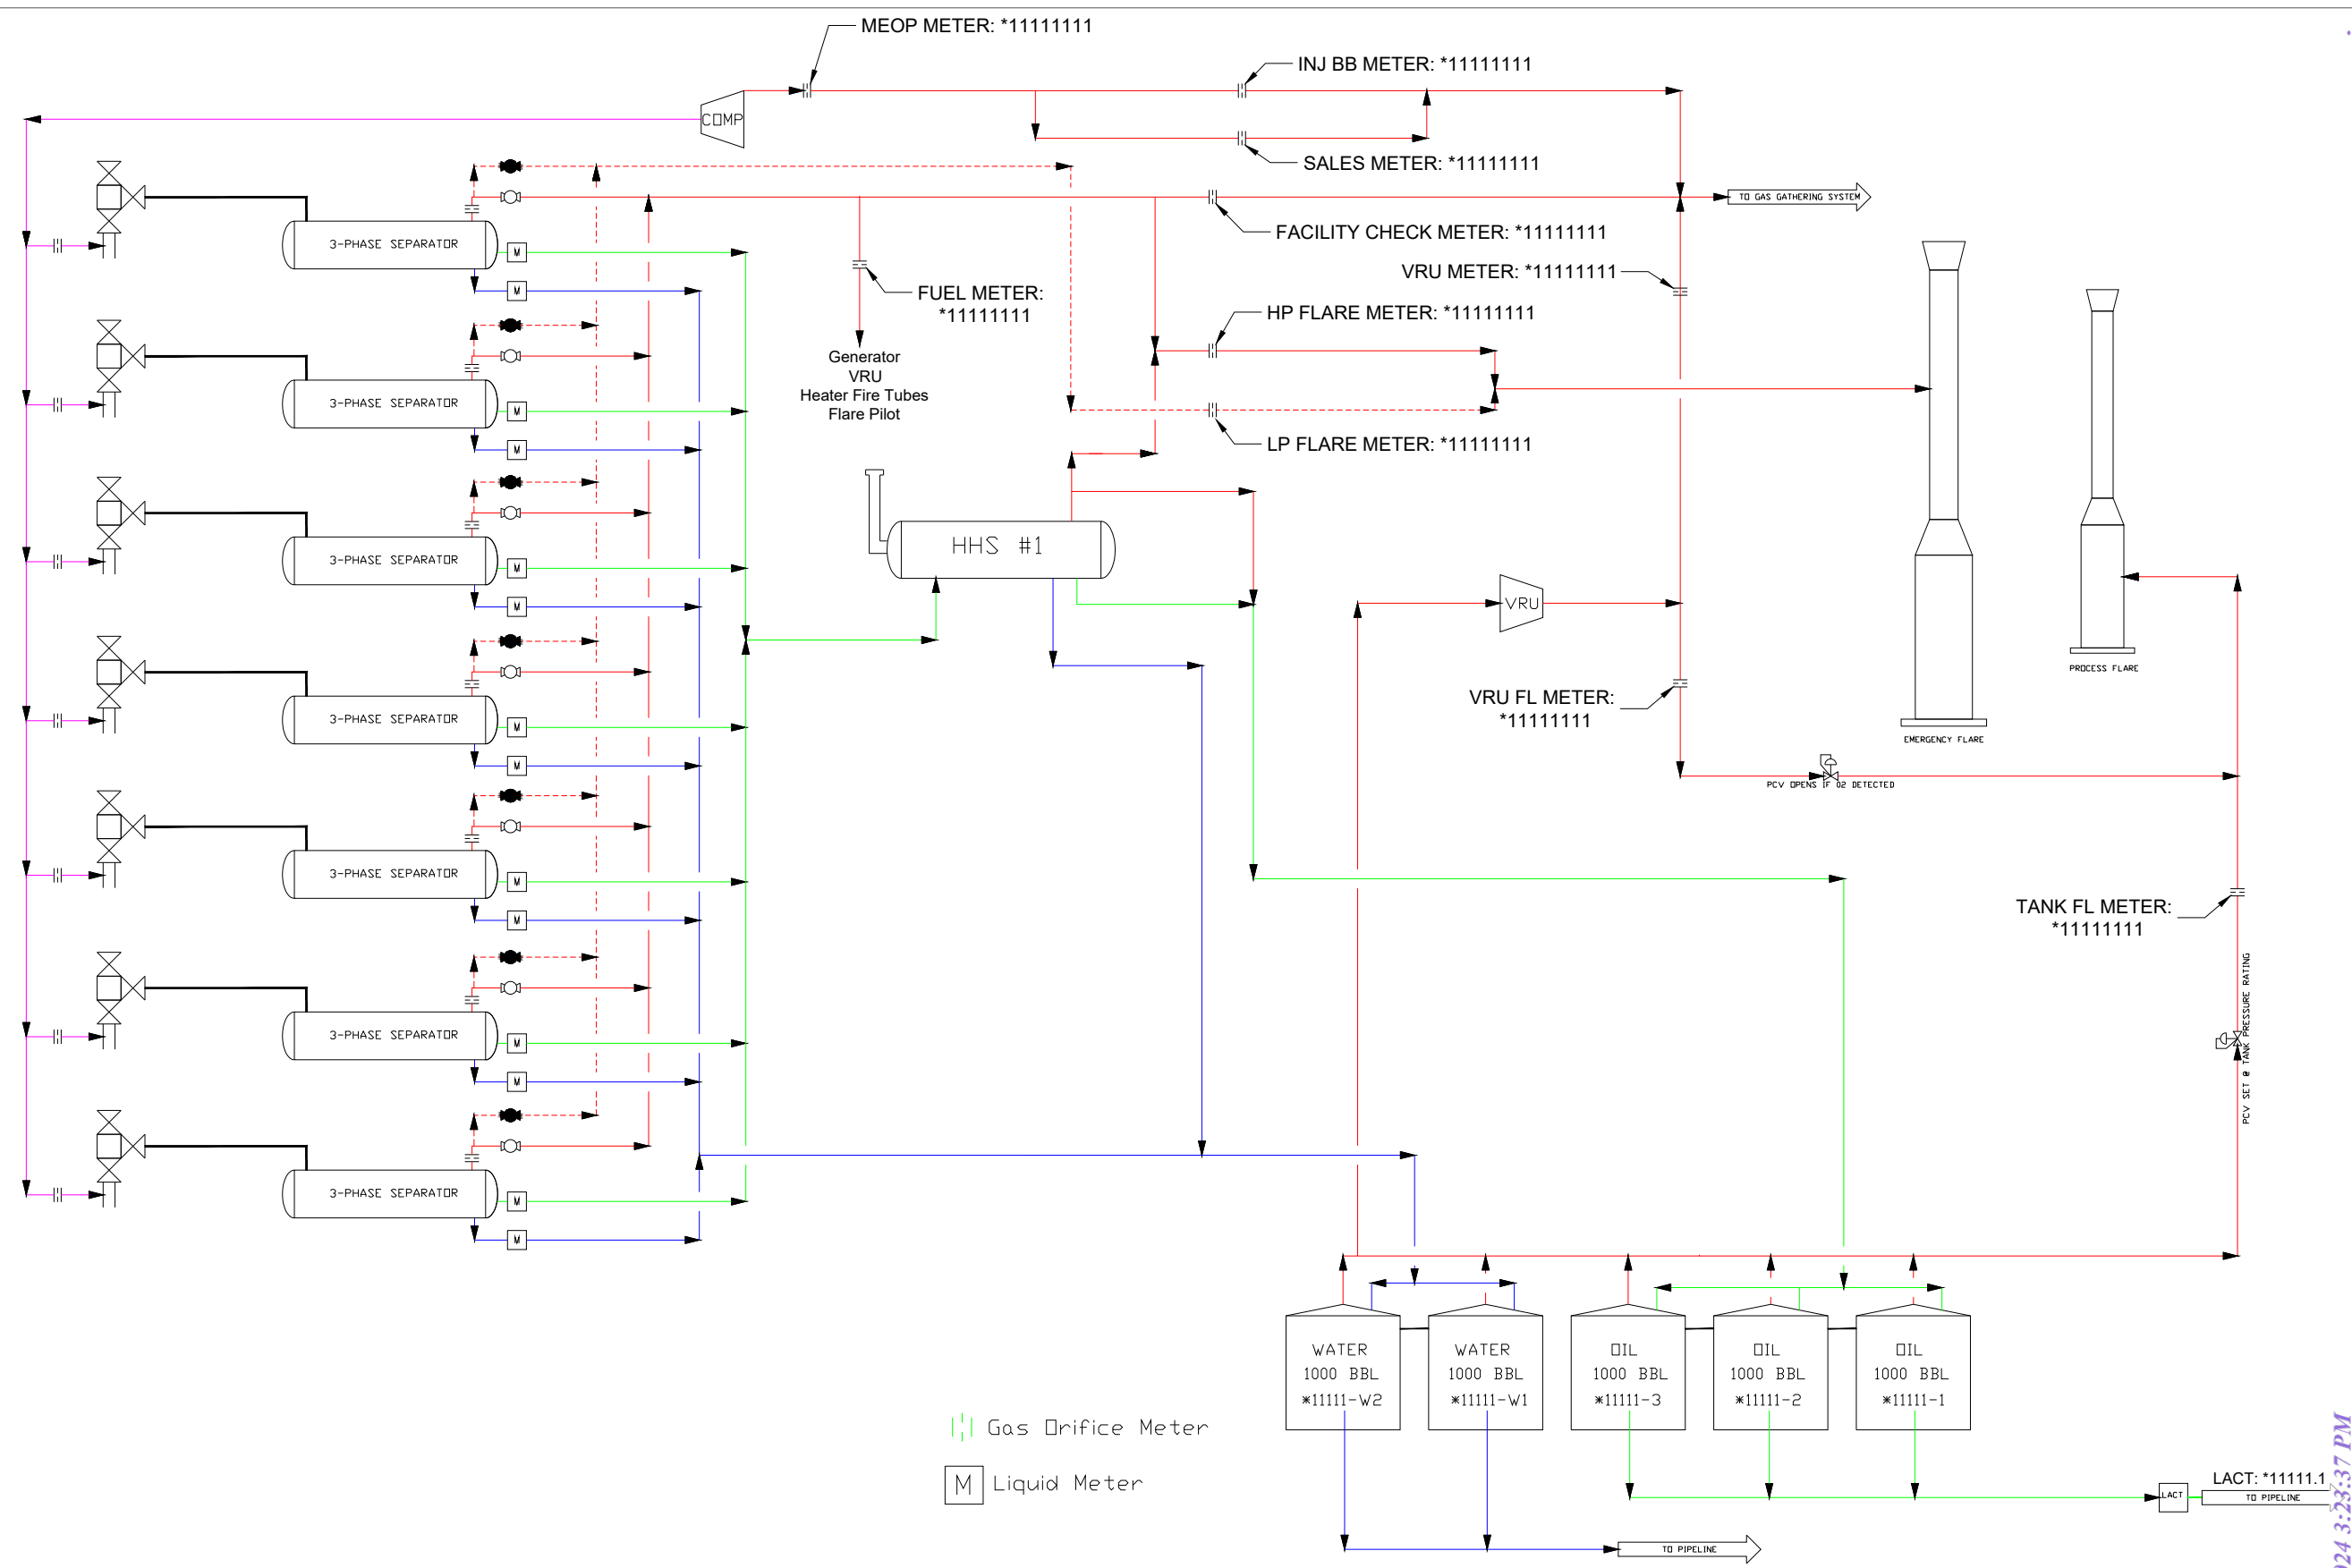 MEOP METER: *11111111
INJ BB METER: *11111111
COMP
SALES METER: *11111111
TO GAS GATHERING SYSTEM
FACILITY CHECK METER: *11111111
3-PHASE SEPARATOR
M
M
VRU METER: *11111111
FUEL METER:
*11111111
HP FLARE METER: *11111111
Generator
VRU
Heater Fire Tubes
Flare Pilot
3-PHASE SEPARATOR
M
M
LP FLARE METER: *11111111
HHS #1
3-PHASE SEPARATOR
M
M
VRU
PROCESS FLARE
3-PHASE SEPARATOR
M
M
VRU FL METER:
*11111111
EMERGENCY FLARE
PCV OPENS IF O2 DETECTED
3-PHASE SEPARATOR
M
M
TANK FL METER:
*11111111
PCV SET @ TANK PRESSURE RATING
3-PHASE SEPARATOR
M
M
3-PHASE SEPARATOR
M
M
WATER
1000 BBL
*11111-W2
WATER
1000 BBL
*11111-W1
OIL
1000 BBL
*11111-3
OIL
1000 BBL
*11111-2
OIL
1000 BBL
*11111-1
Gas Orifice Meter
M Liquid Meter
LACT: *11111.1
LACT
TO PIPELINE
TO PIPELINE
024 3:23:37 PM